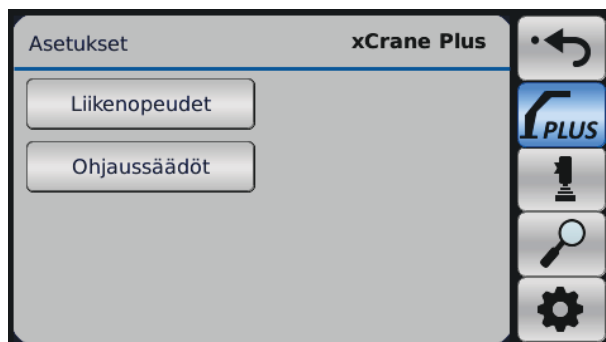 Asetukset xCrane Plus
Liikenopeudet
PLUS
Ohjaussäädöt